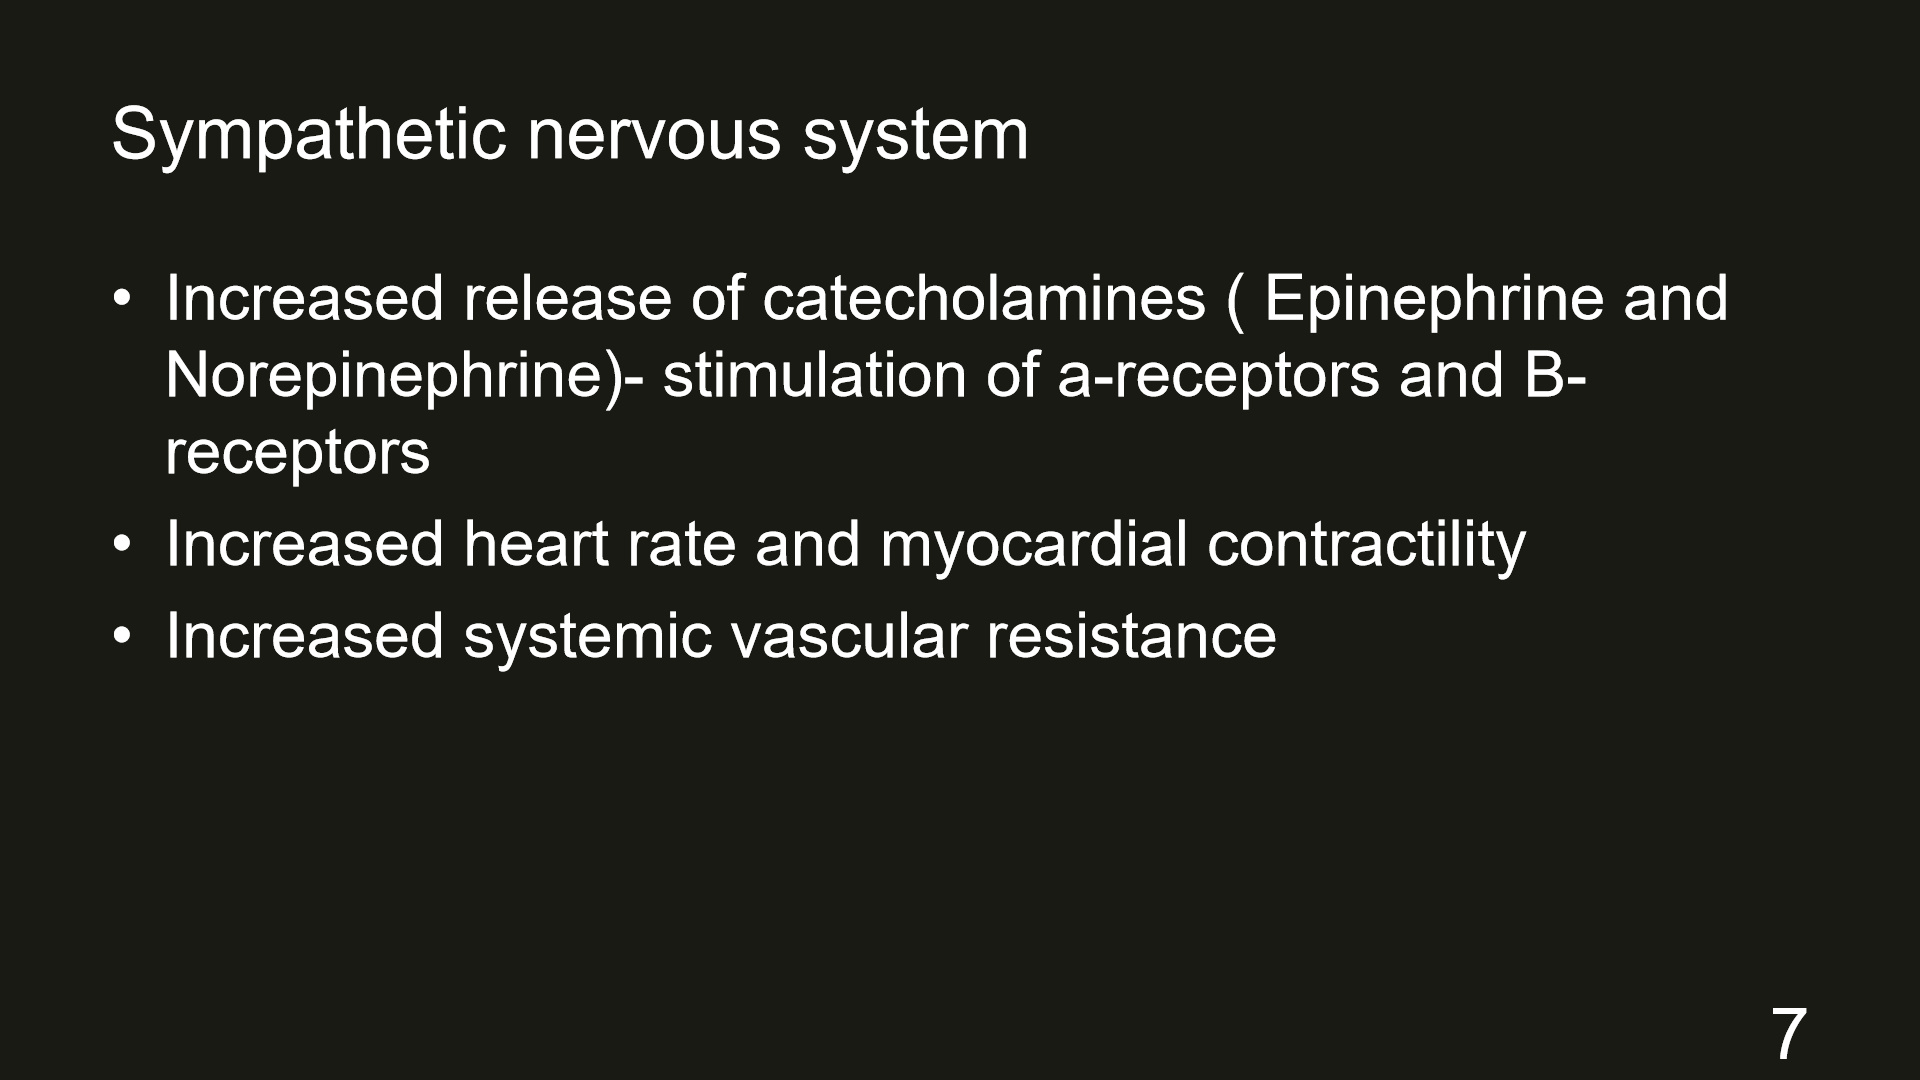 Sympathetic nervous system
• Increased release of catecholamines ( Epinephrine and
Norepinephrine)- stimulation of a-receptors and B-
receptors
• Increased heart rate and myocardial contractility
• Increased systemic vascular resistance
7